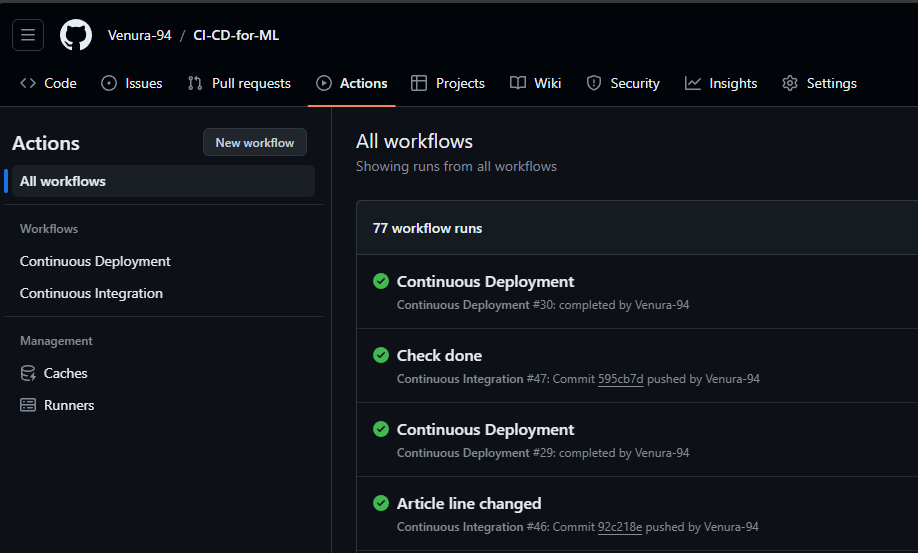 Venura-94 / CI-CD-for-ML
Code Issues Pull requests Actions Projects Wiki Security Insights Settings
Actions
New workflow
All workflows
Workflows
Continuous Deployment
Continuous Integration
Management
Caches
Runners
All workflows
Showing runs from all workflows
77 workflow runs
Continuous Deployment
Continuous Deployment #30: completed by Venura-94
Check done
Continuous Integration #47: Commit 595cb7d pushed by Venura-94
Continuous Deployment
Continuous Deployment #29: completed by Venura-94
Article line changed
Continuous Integration #46: Commit 92c218e pushed by Venura-94